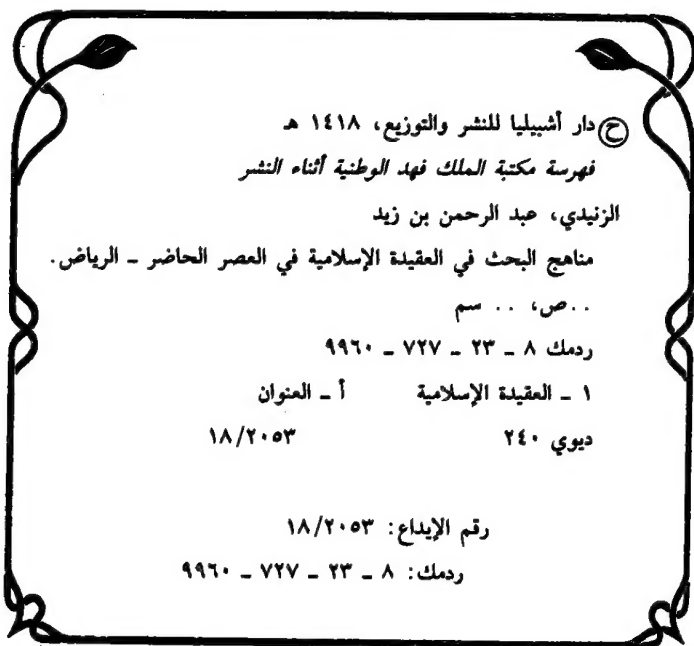 ح دار أشبيليا للنشر والتوزيع، ١٤١٨ هـ
فهرسة مكتبة الملك فهد الوطنية أثناء النشر
الزنيدي، عبد الرحمن بن زيد
مناهج البحث في العقيدة الإسلامية في العصر الحاضر ـ الرياض.
..ص، .. سم
ردمك ٨ ـ ٢٣ ـ ٧٢٧ ـ ٩٩٦٠
١ ـ العقيدة الإسلامية أ ـ العنوان
ديوي ٢٤٠ ١٨/٢٠٥٣
رقم الإيداع: ١٨/٢٠٥٣
ردمك: ٨ ـ ٢٣ ـ ٧٢٧ ـ ٩٩٦٠